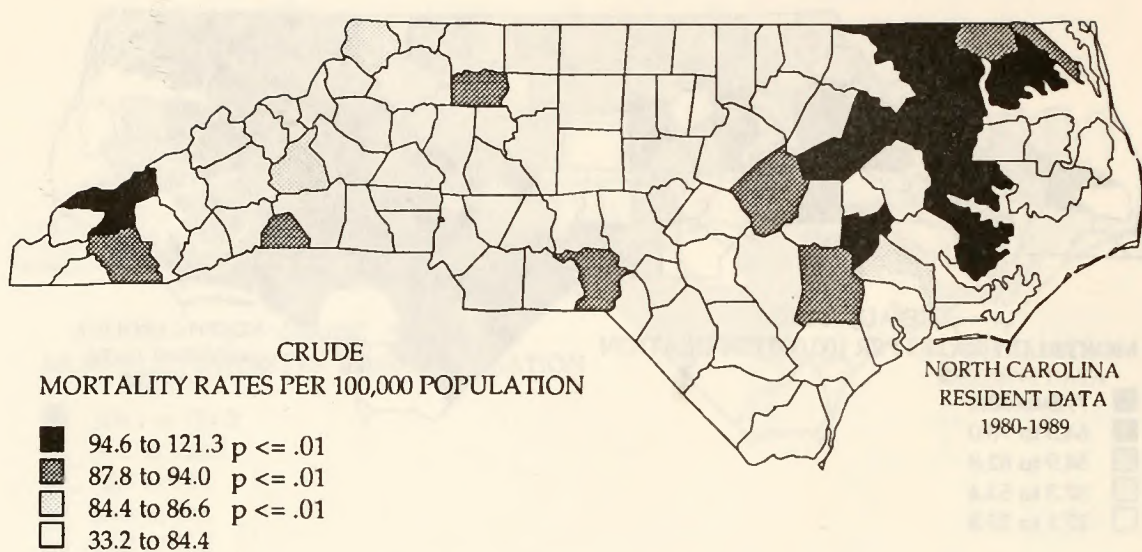 CRUDE
MORTALITY RATES PER 100,000 POPULATION
94.6 to 121.3 p <= .01
87.8 to 94.0 p <= .01
84.4 to 86.6 p <= .01
33.2 to 84.4
NORTH CAROLINA
RESIDENT DATA
1980-1989